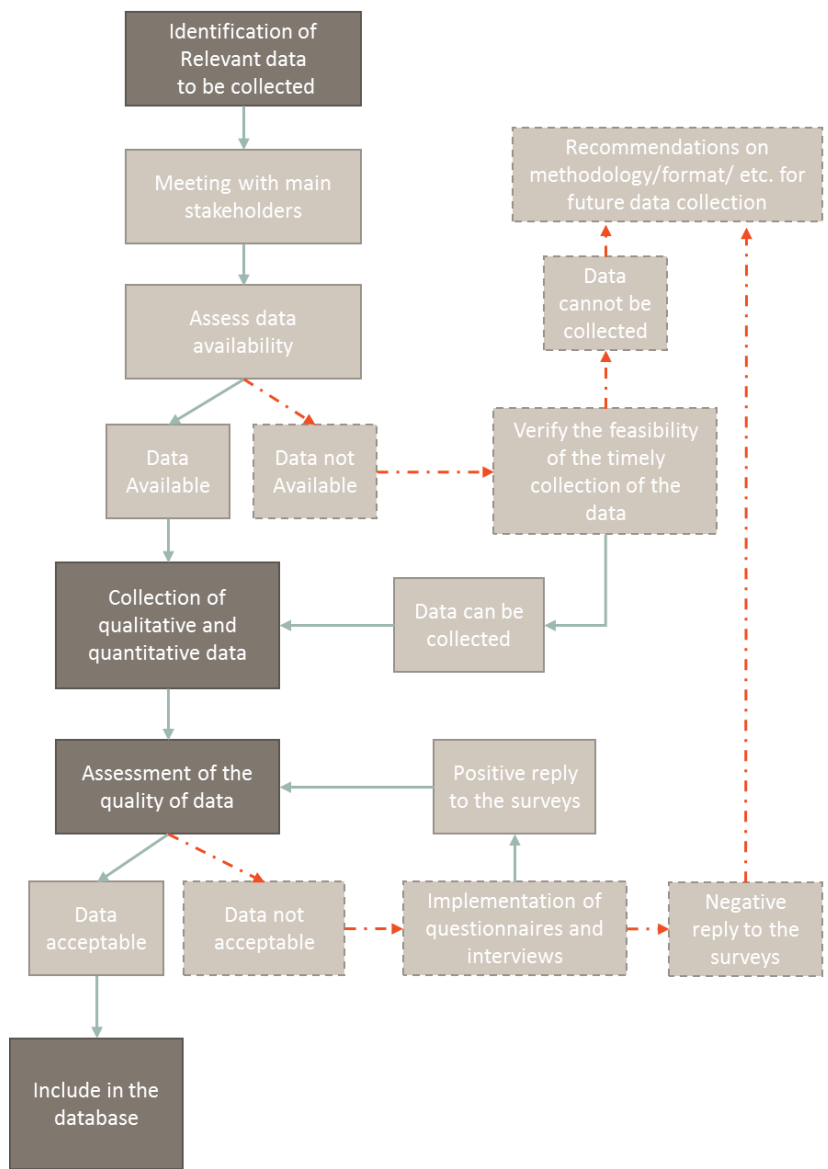 Identification of
Relevant data
to be collected
Recommendations on
methodology/format/ etc. for
future data collection
Meeting with main
stakeholders
Data
cannot be
collected
Assess data
availability
Data
Available
Data not
Available
Verify the feasibility
of the timely
collection of the
data
Collection of
qualitative and
quantitative data
Data can be
collected
Assessment of the
quality of data
Positive reply
to the surveys
Data
acceptable
Data not
acceptable
Implementation of
questionnaires and
interviews
Negative
reply to the
surveys
Include in the
database